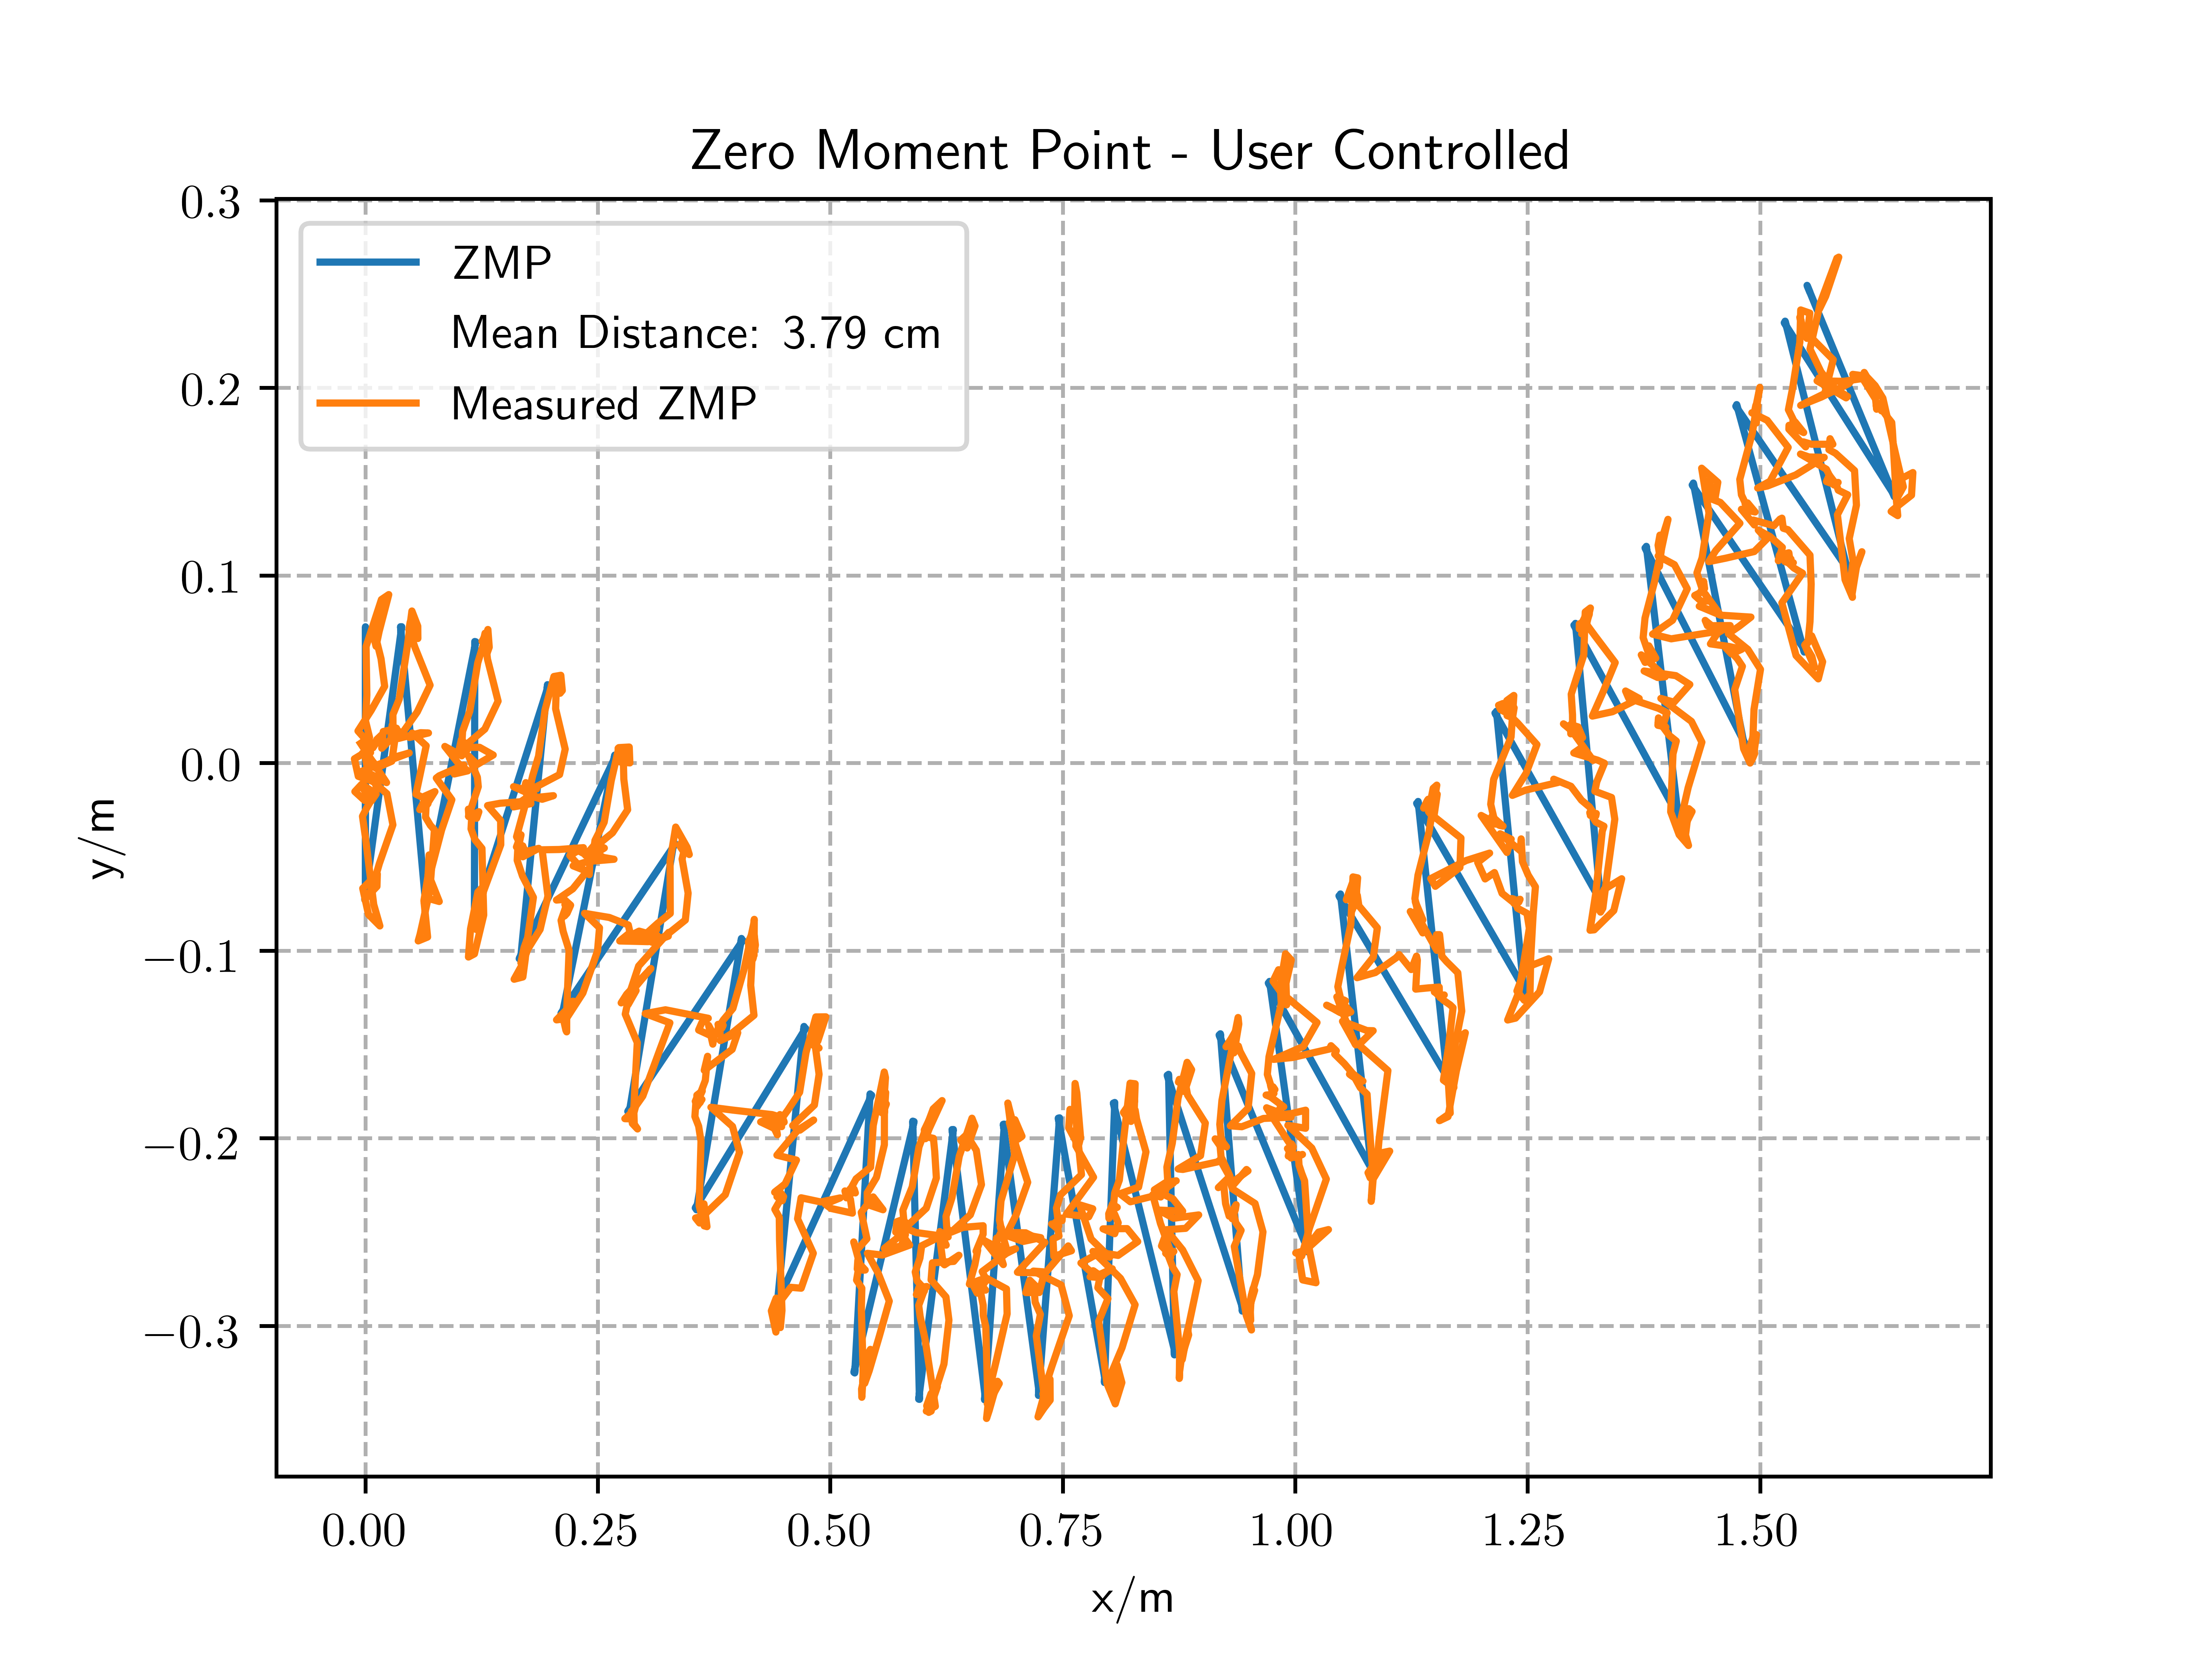 Zero Moment Point - User Controlled
ZMP
Mean Distance: 3.79 cm
Measured ZMP
0.3
0.2
0.1
0.0
−0.1
−0.2
−0.3
y/m
0.00 0.25 0.50 0.75 1.00 1.25 1.50
x/m